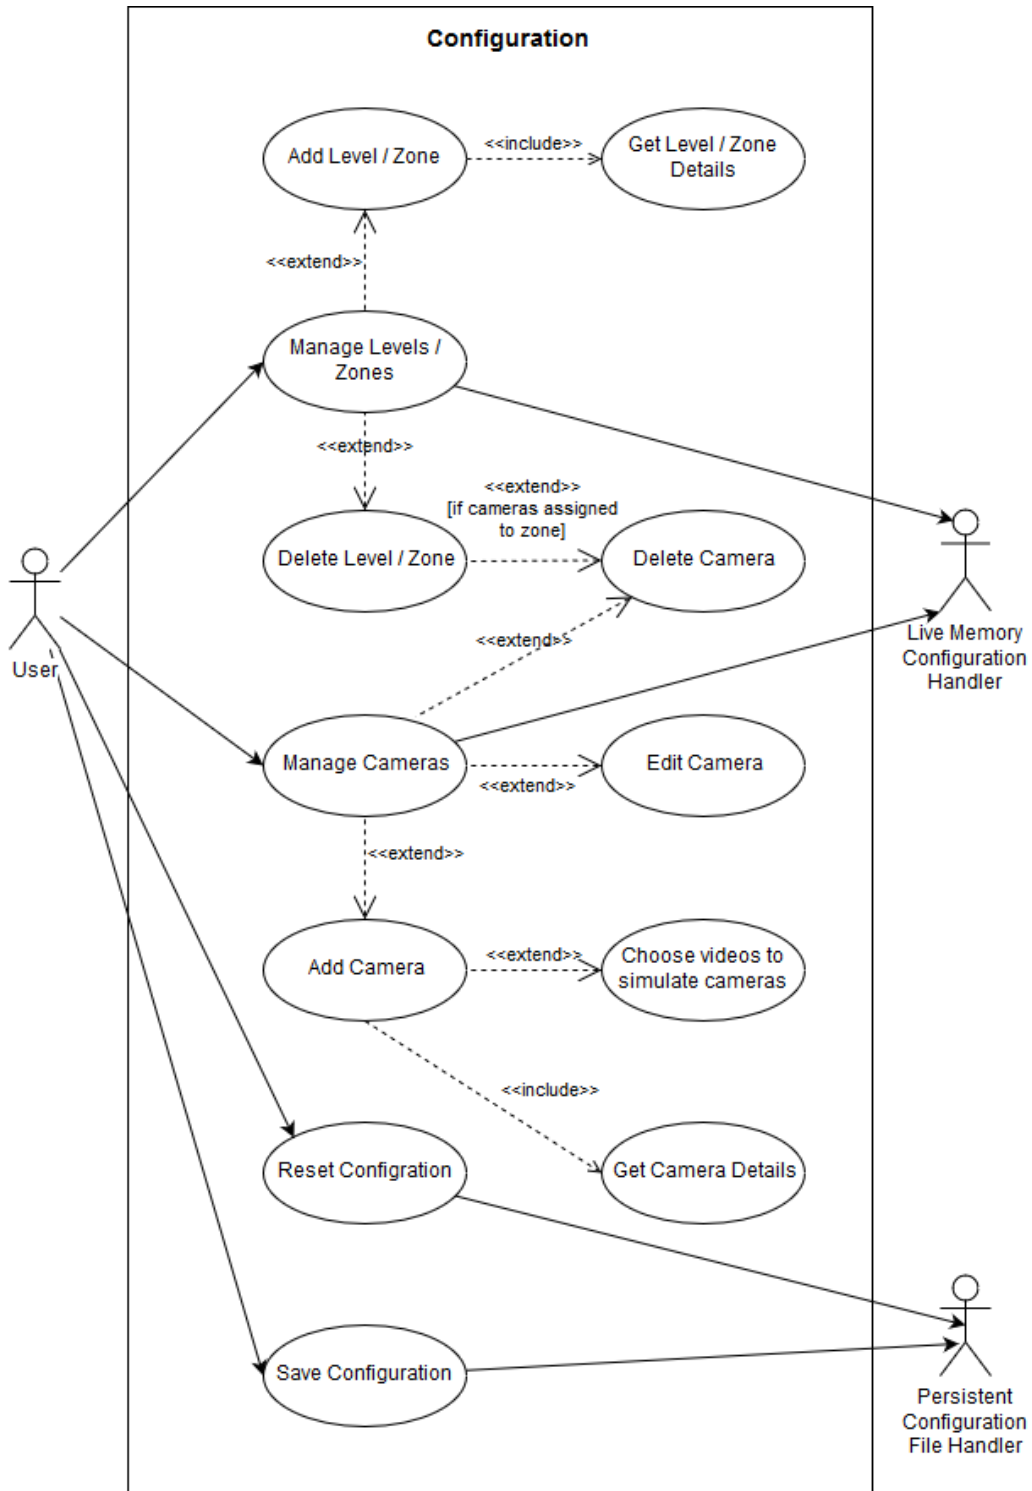 Configuration
Add Level / Zone
<<include>>
Get Level / Zone
Details
<<extend>>
Manage Levels /
Zones
<<extend>>
<<extend>>
[if cameras assigned
to zone]
Delete Level / Zone
Delete Camera
User
Live Memory
Configuration
Handler
<<extend>>
Manage Cameras
Edit Camera
<<extend>>
<<extend>>
Add Camera
<<extend>>
Choose videos to
simulate cameras
<<include>>
Reset Configration
Get Camera Details
Save Configuration
Persistent
Configuration
File Handler